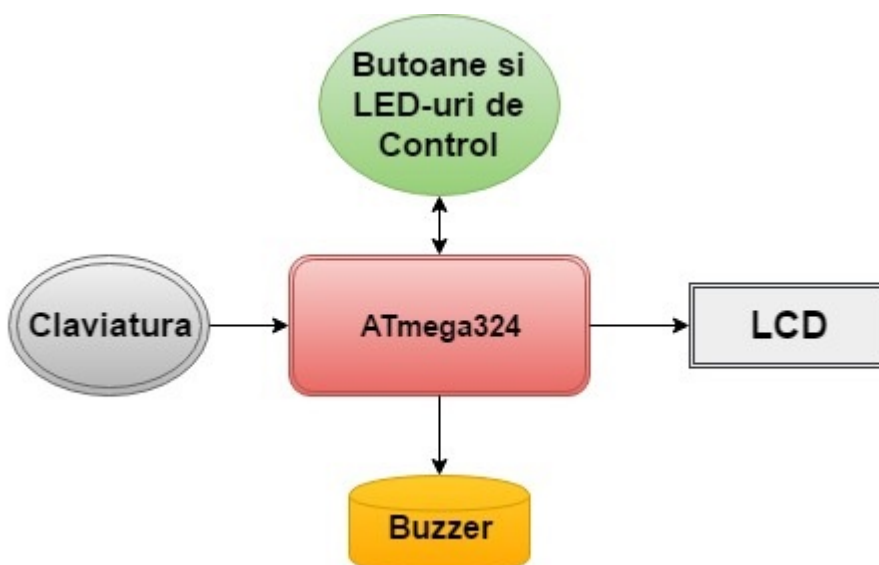 Butoane si
LED-uri de
Control
Claviatura
ATmega324
LCD
Buzzer